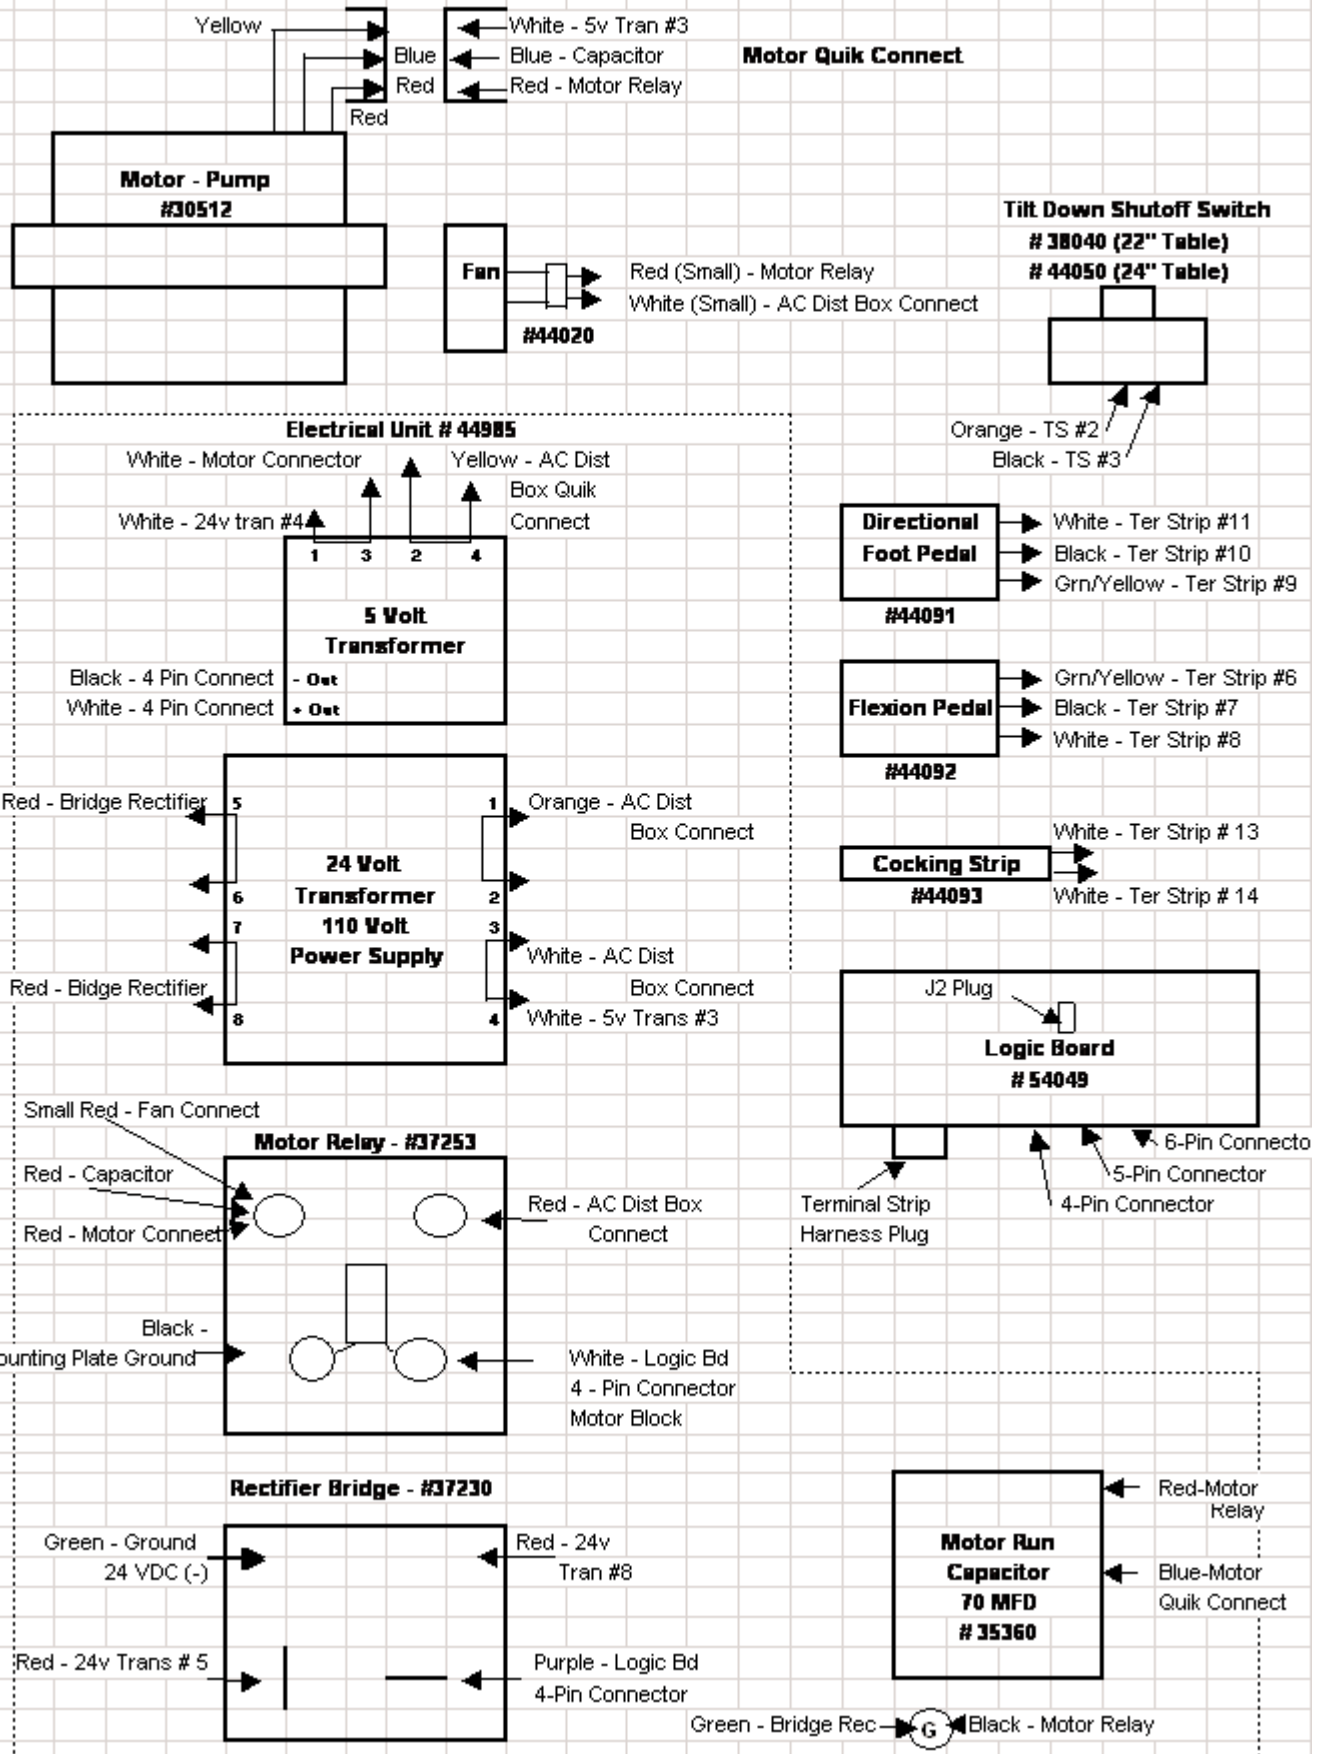 Yellow
White - 5v Tran #3
Blue
Blue - Capacitor
Motor Quik Connect
Red
Red - Motor Relay
Red
Motor - Pump
#30512
Fan
Red (Small) - Motor Relay
White (Small) - AC Dist Box Connect
#44020
Tilt Down Shutoff Switch
# 38040 (22" Table)
# 44050 (24" Table)
Orange - TS #2
Black - TS #3
Electrical Unit # 44985
White - Motor Connector
Yellow - AC Dist
Box Quik
Connect
White - 24v tran #4
1 3 2 4
5 Volt
Transformer
Black - 4 Pin Connect
- Out
White - 4 Pin Connect
+ Out
Directional
Foot Pedal
White - Ter Strip #11
Black - Ter Strip #10
Grn/Yellow - Ter Strip #9
#44091
Flexion Pedal
Grn/Yellow - Ter Strip #6
Black - Ter Strip #7
White - Ter Strip #8
#44092
Red - Bridge Rectifier
5
1
Orange - AC Dist
Box Connect
24 Volt
Transformer
110 Volt
Power Supply
6
2
7
3
White - AC Dist
Box Connect
Red - Bidge Rectifier
8
4
White - 5v Trans #3
White - Ter Strip # 13
Cocking Strip
#44093
White - Ter Strip # 14
J2 Plug
Logic Board
# 54049
6-Pin Connecto
5-Pin Connector
4-Pin Connector
Terminal Strip
Harness Plug
Small Red - Fan Connect
Motor Relay - #37253
Red - Capacitor
Red - Motor Connect
Red - AC Dist Box
Connect
Black -
ounting Plate Ground
White - Logic Bd
4 - Pin Connector
Motor Block
Rectifier Bridge - #37230
Green - Ground
24 VDC (-)
Red - 24v
Tran #8
Red - 24v Trans # 5
Purple - Logic Bd
4-Pin Connector
Motor Run
Capacitor
70 MFD
# 35360
Red-Motor
Relay
Blue-Motor
Quik Connect
Green - Bridge Rec
G
Black - Motor Relay